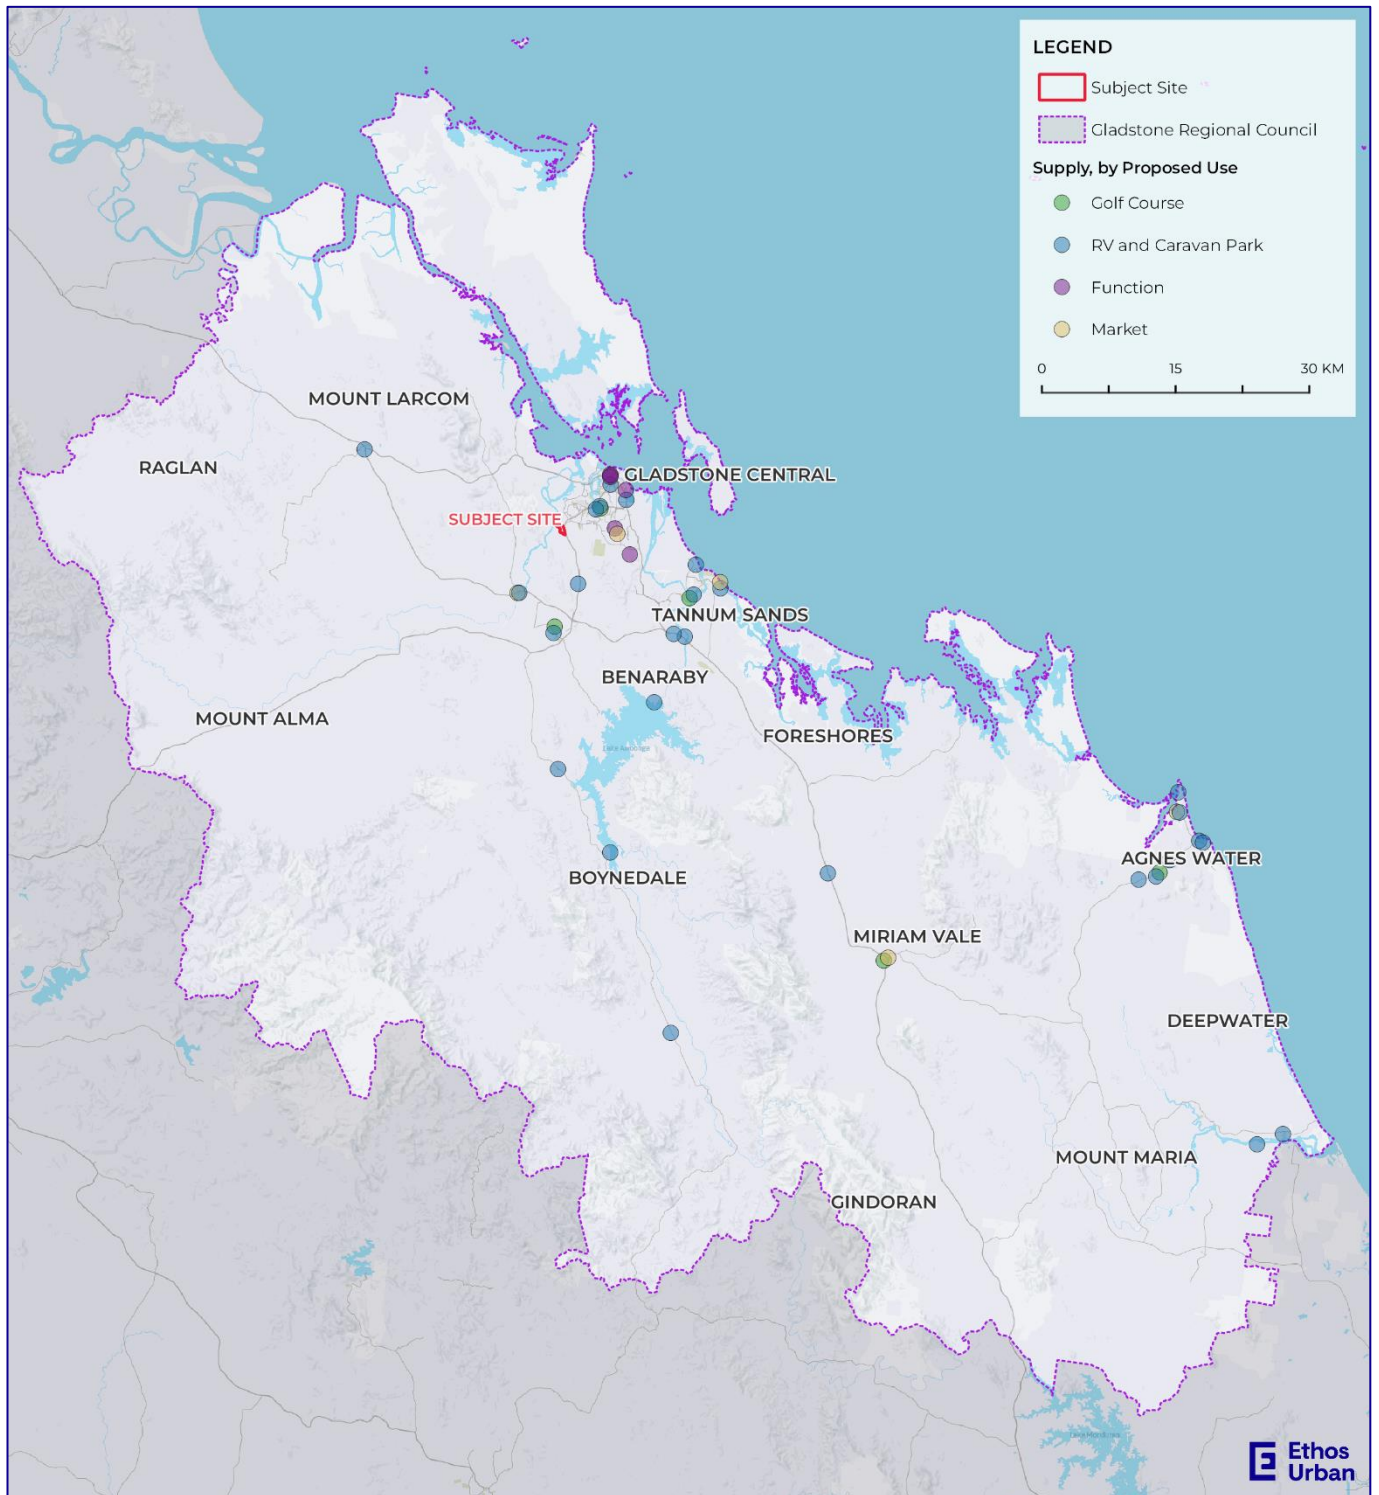 LEGEND
Subject Site
Gladstone Regional Council
Supply, by Proposed Use
Golf Course
RV and Caravan Park
Function
Market
0 15 30 KM
MOUNT LARCOM
RAGLAN
GLADSTONE CENTRAL
SUBJECT SITE
TANNUM SANDS
BENARABY
MOUNT ALMA
FORESHORES
AGNES WATER
BOYNEDALE
MIRIAM VALE
DEEPWATER
MOUNT MARIA
GINDORAN
Ethos
Urban